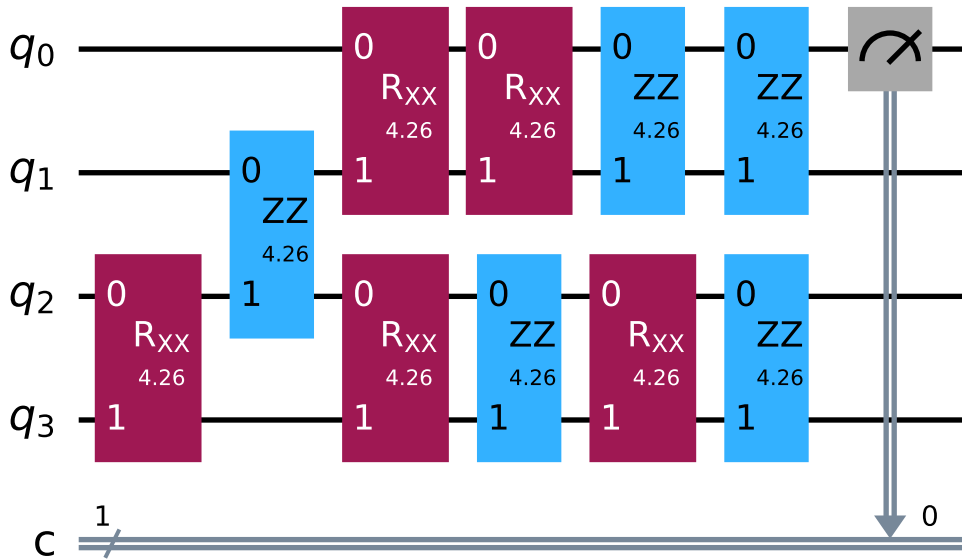 q0 0 RXX 4.26 1 0 RXX 4.26 1 0 ZZ 4.26 1 0 ZZ 4.26 1
q1 0 ZZ 4.26 1
q2 0 RXX 4.26 1 0 RXX 4.26 1 0 ZZ 4.26 1 0 RXX 4.26 1 0 ZZ 4.26 1
q3
c 1 0